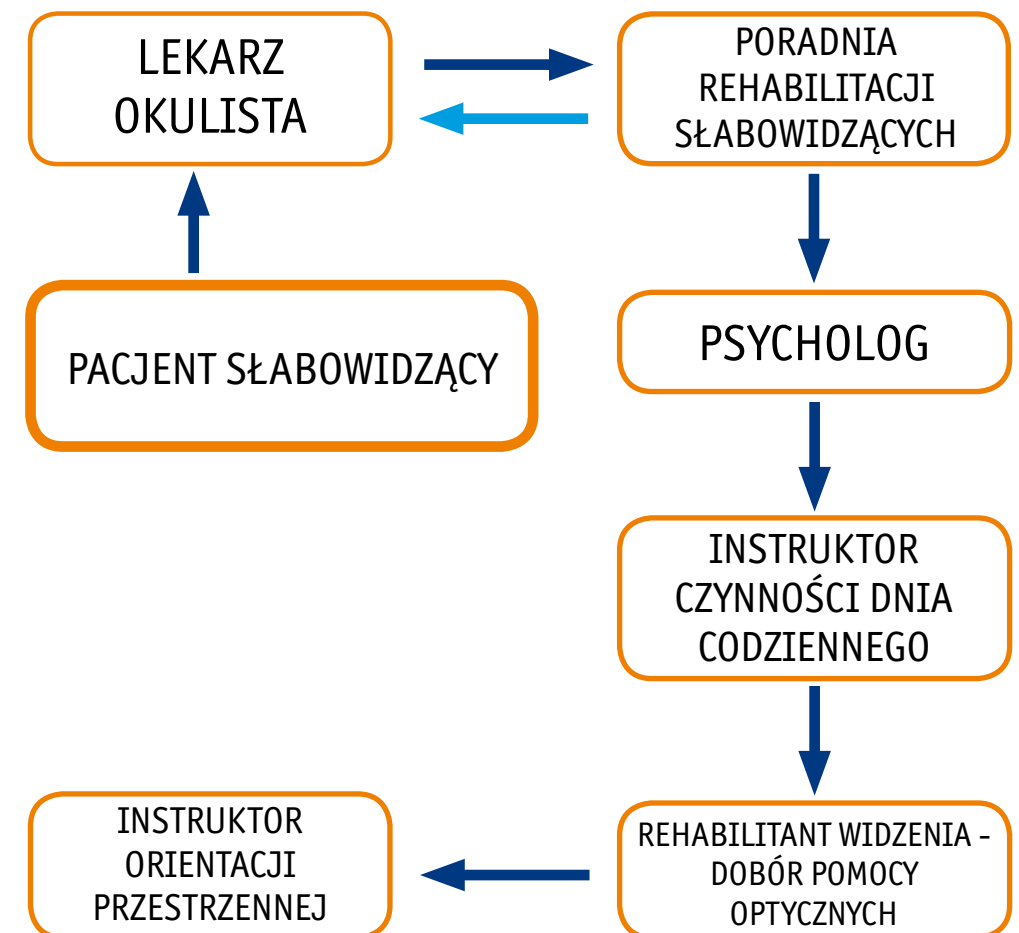 LEKARZ
OKULISTA
PORADNIA
REHABILITACJI
SŁABOWIDZĄCYCH
PACJENT SŁABOWIDZĄCY
PSYCHOLOG
INSTRUKTOR
CZYNNOŚCI DNIA
CODZIENNEGO
REHABILITANT WIDZENIA -
DOBÓR POMOCY
OPTYCZNYCH
INSTRUKTOR
ORIENTACJI
PRZESTRZENNEJ